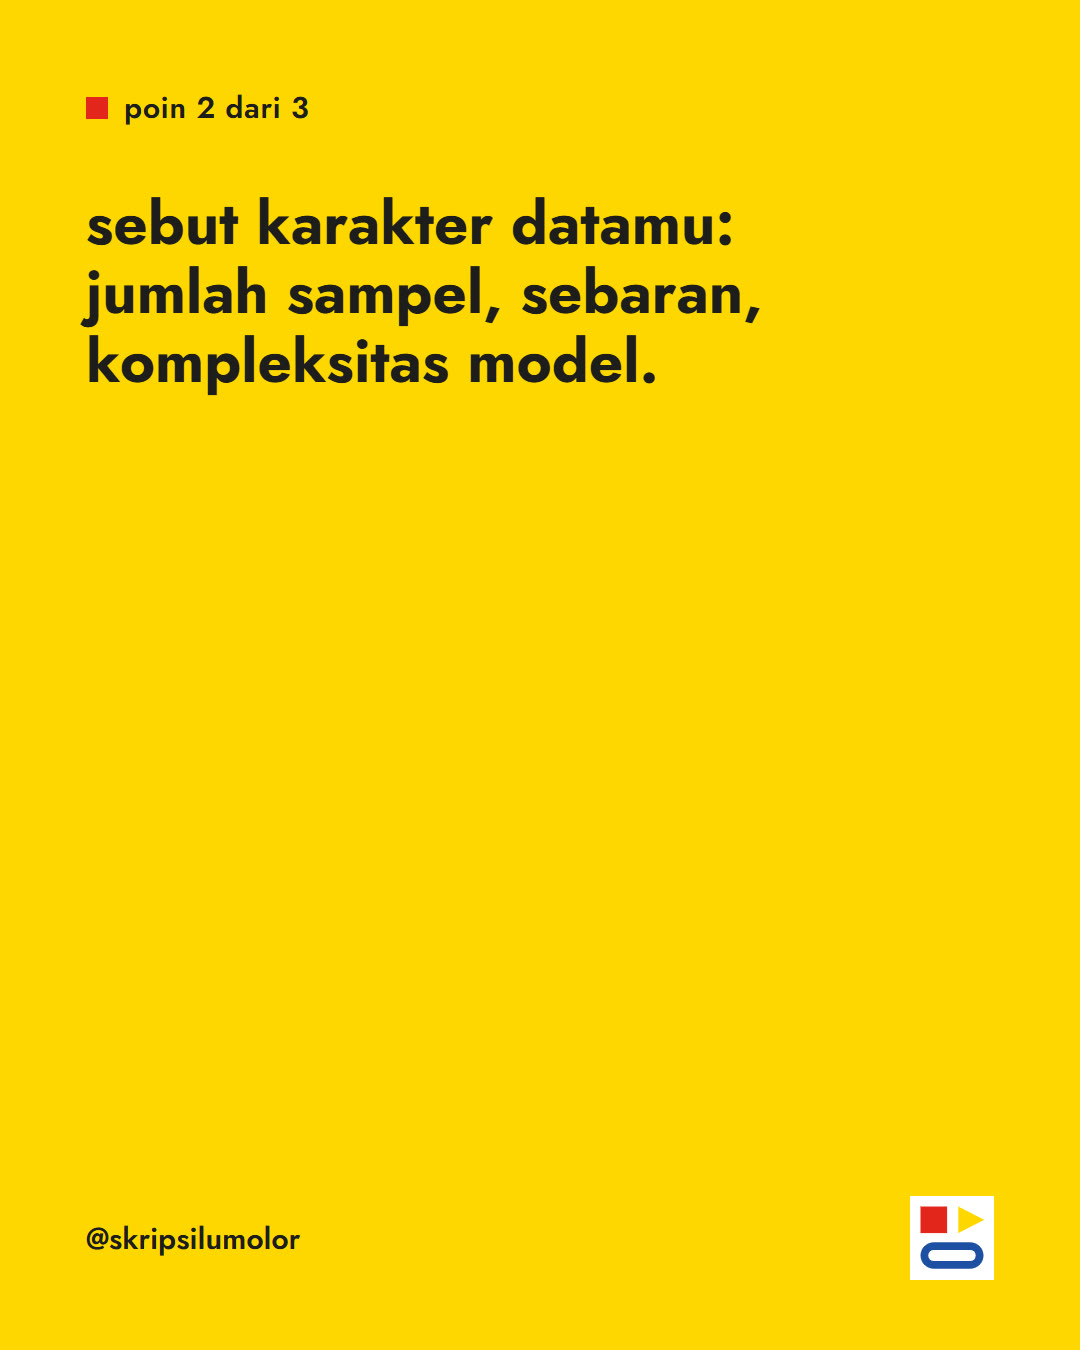 poin 2 dari 3
sebut karakter datamu:
jumlah sampel, sebaran,
kompleksitas model.
@skripsilumolor